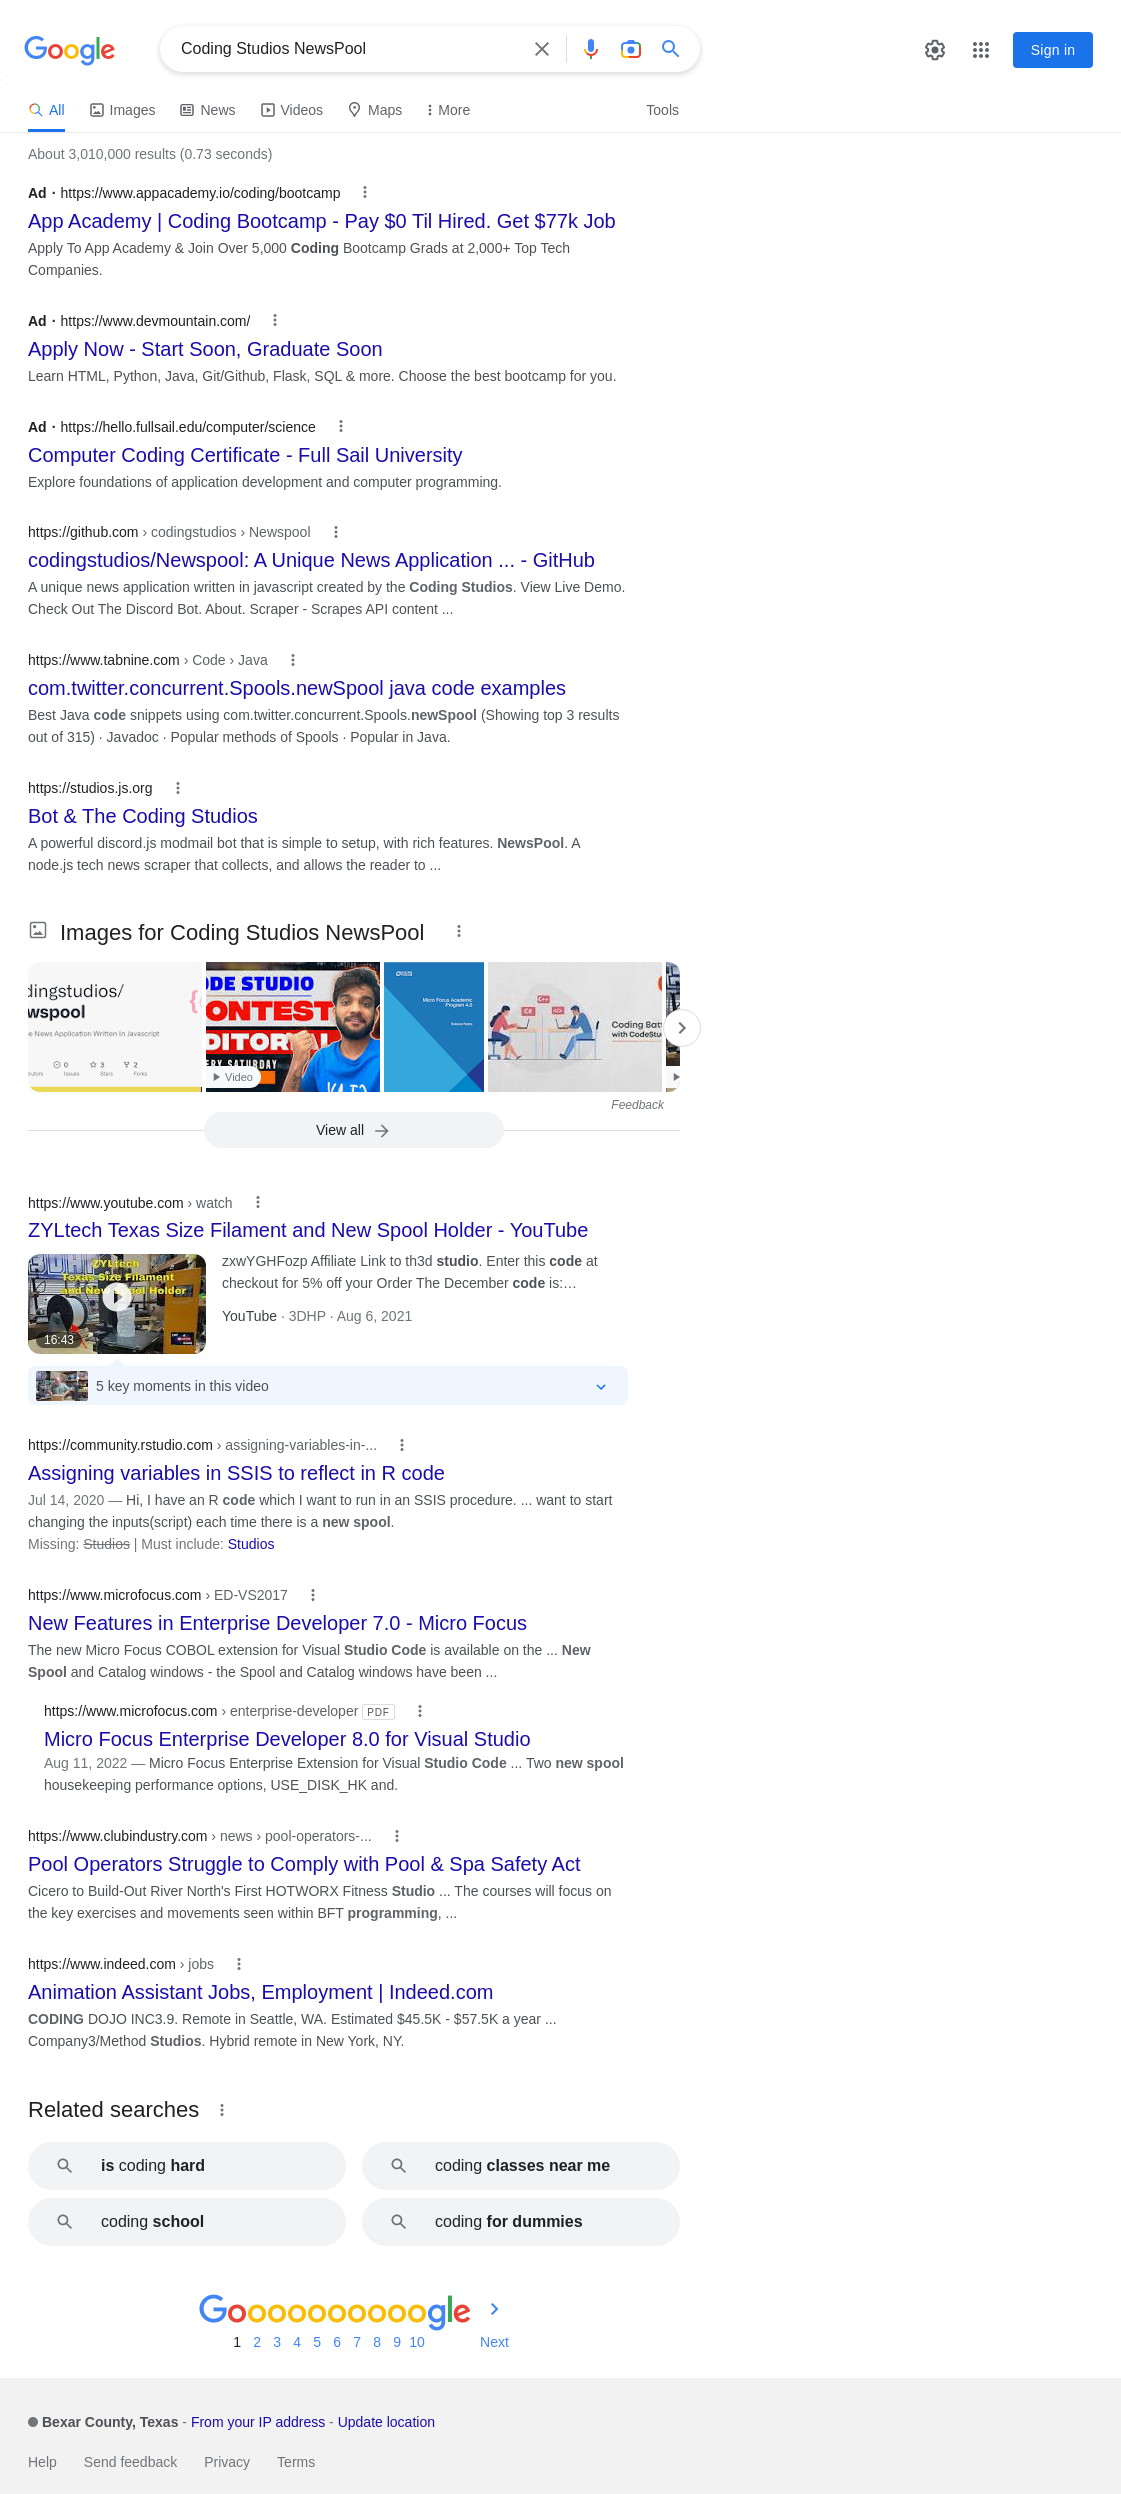 Google
Coding Studios NewsPool
Sign in
All
Images
News
Videos
Maps
More
Tools
About 3,010,000 results (0.73 seconds)
Ad · https://www.appacademy.io/coding/bootcamp
App Academy | Coding Bootcamp - Pay $0 Til Hired. Get $77k Job
Apply To App Academy & Join Over 5,000 Coding Bootcamp Grads at 2,000+ Top Tech
Companies.
Ad · https://www.devmountain.com/
Apply Now - Start Soon, Graduate Soon
Learn HTML, Python, Java, Git/Github, Flask, SQL & more. Choose the best bootcamp for you.
Ad · https://hello.fullsail.edu/computer/science
Computer Coding Certificate - Full Sail University
Explore foundations of application development and computer programming.
https://github.com › codingstudios › Newspool
codingstudios/Newspool: A Unique News Application ... - GitHub
A unique news application written in javascript created by the Coding Studios. View Live Demo.
Check Out The Discord Bot. About. Scraper - Scrapes API content ...
https://www.tabnine.com › Code › Java
com.twitter.concurrent.Spools.newSpool java code examples
Best Java code snippets using com.twitter.concurrent.Spools.newSpool (Showing top 3 results
out of 315) · Javadoc · Popular methods of Spools · Popular in Java.
https://studios.js.org
Bot & The Coding Studios
A powerful discord.js modmail bot that is simple to setup, with rich features. NewsPool. A
node.js tech news scraper that collects, and allows the reader to ...
Images for Coding Studios NewsPool
dingstudios/
wspool
e News Application Written In Javascript
0
3
2
Issues
Stars
Forks
ODE STUDIO
ONTEST
DITORIAL
ERY SATURDAY
Video
Micro Focus Academic
Program 4.0
Release Notes
C++
C#
</>
Coding Batt
with CodeStu
Feedback
View all
https://www.youtube.com › watch
ZYLtech Texas Size Filament and New Spool Holder - YouTube
ZYLtech
Texas Size Filament
and New Spool Holder
16:43
zxwYGHFozp Affiliate Link to th3d studio. Enter this code at
checkout for 5% off your Order The December code is:…
YouTube · 3DHP · Aug 6, 2021
5 key moments in this video
https://community.rstudio.com › assigning-variables-in-...
Assigning variables in SSIS to reflect in R code
Jul 14, 2020 — Hi, I have an R code which I want to run in an SSIS procedure. ... want to start
changing the inputs(script) each time there is a new spool.
Missing: Studios | Must include: Studios
https://www.microfocus.com › ED-VS2017
New Features in Enterprise Developer 7.0 - Micro Focus
The new Micro Focus COBOL extension for Visual Studio Code is available on the ... New
Spool and Catalog windows - the Spool and Catalog windows have been ...
https://www.microfocus.com › enterprise-developer PDF
Micro Focus Enterprise Developer 8.0 for Visual Studio
Aug 11, 2022 — Micro Focus Enterprise Extension for Visual Studio Code ... Two new spool
housekeeping performance options, USE_DISK_HK and.
https://www.clubindustry.com › news › pool-operators-...
Pool Operators Struggle to Comply with Pool & Spa Safety Act
Cicero to Build-Out River North's First HOTWORX Fitness Studio ... The courses will focus on
the key exercises and movements seen within BFT programming, ...
https://www.indeed.com › jobs
Animation Assistant Jobs, Employment | Indeed.com
CODING DOJO INC3.9. Remote in Seattle, WA. Estimated $45.5K - $57.5K a year ...
Company3/Method Studios. Hybrid remote in New York, NY.
Related searches
is coding hard
coding classes near me
coding school
coding for dummies
Goooooooooogle
1 2 3 4 5 6 7 8 9 10 Next
Bexar County, Texas - From your IP address - Update location
Help Send feedback Privacy Terms